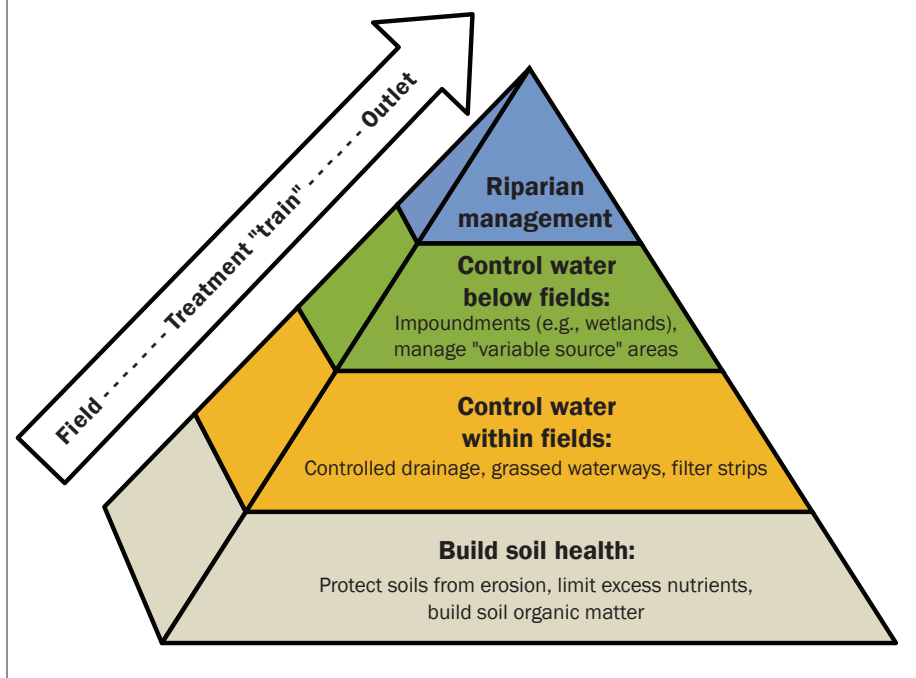 Field - - - - - - - Treatment "train" - - - - - - - Outlet
Riparian
management
Control water
below fields:
Impoundments (e.g., wetlands),
manage "variable source" areas
Control water
within fields:
Controlled drainage, grassed waterways, filter strips
Build soil health:
Protect soils from erosion, limit excess nutrients,
build soil organic matter